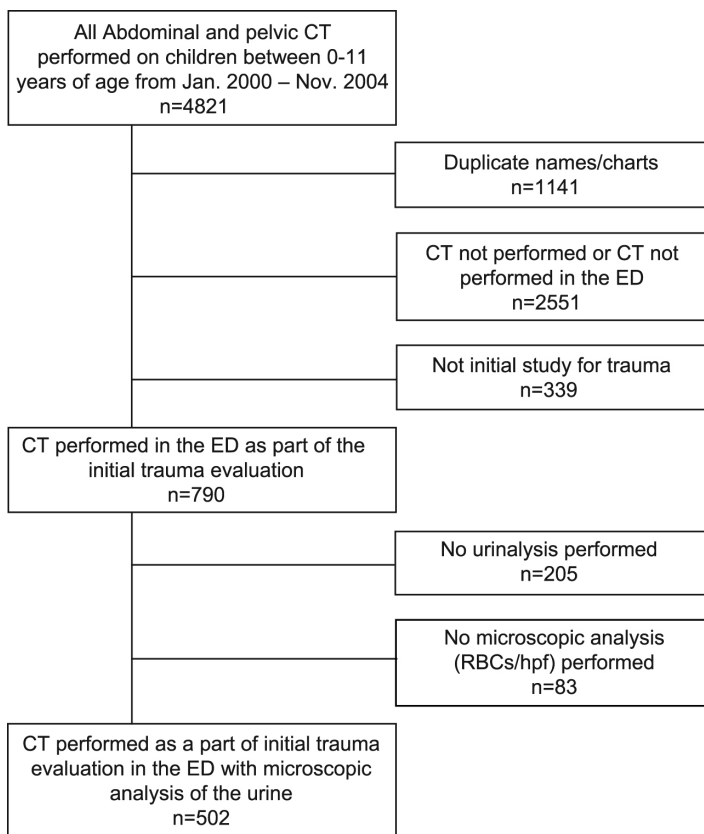 All Abdominal and pelvic CT
performed on children between 0-11
years of age from Jan. 2000 – Nov. 2004
n=4821
Duplicate names/charts
n=1141
CT not performed or CT not
performed in the ED
n=2551
Not initial study for trauma
n=339
CT performed in the ED as part of the
initial trauma evaluation
n=790
No urinalysis performed
n=205
No microscopic analysis
(RBCs/hpf) performed
n=83
CT performed as a part of initial trauma
evaluation in the ED with microscopic
analysis of the urine
n=502